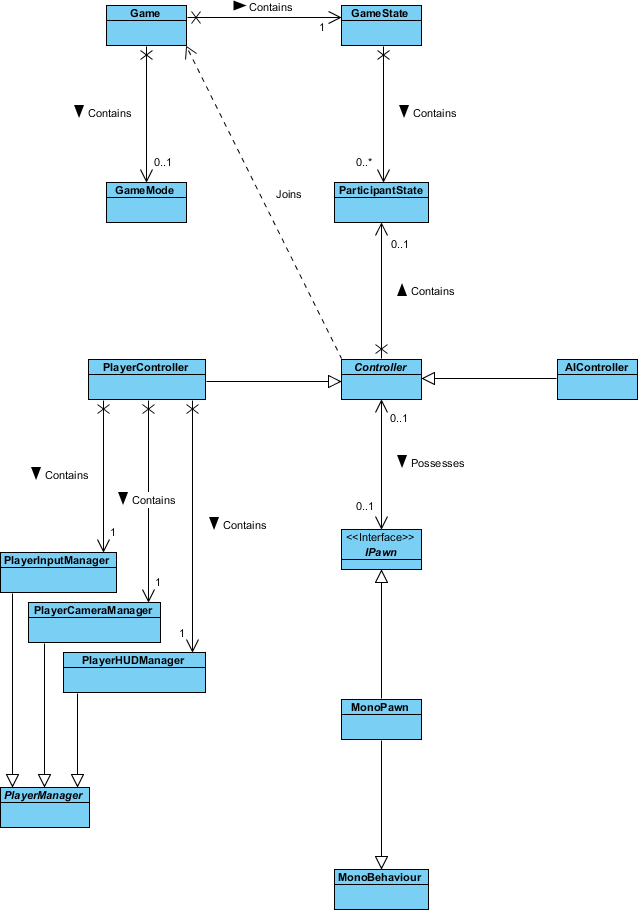 Game
Contains
GameState
1
Contains
Contains
0..1
0..*
GameMode
ParticipantState
Joins
0..1
Contains
PlayerController
Controller
AIController
0..1
Contains
Possesses
Contains
Contains
0..1
1
<<Interface>>
IPawn
PlayerInputManager
1
PlayerCameraManager
1
PlayerHUDManager
MonoPawn
PlayerManager
MonoBehaviour